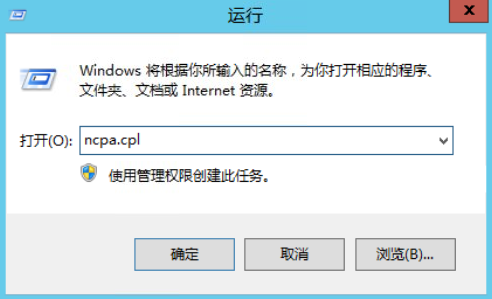 运行
x
Windows 将根据你所输入的名称，为你打开相应的程序、
文件夹、文档或 Internet 资源。
打开(O): ncpa.cpl
使用管理权限创建此任务。
确定 取消 浏览(B)...